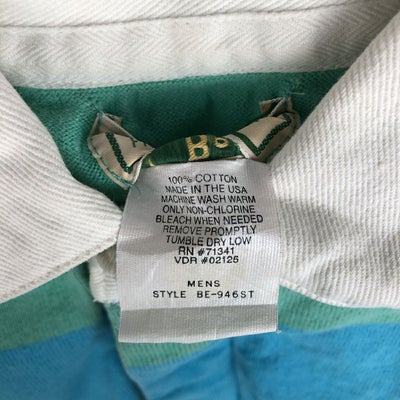 B
100% COTTON
MADE IN THE USA
MACHINE WASH WARM
ONLY NON-CHLORINE
BLEACH WHEN NEEDED
REMOVE PROMPTLY
TUMBLE DRY LOW
RN #71341
VDR #02125
MENS
STYLE BE-946ST